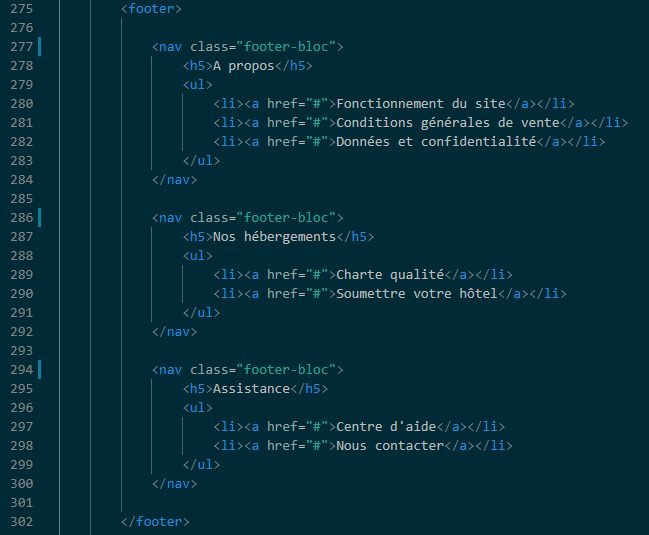 275 <footer>
276
277 <nav class="footer-bloc">
278 <h5>A propos</h5>
279 <ul>
280 <li><a href="#">Fonctionnement du site</a></li>
281 <li><a href="#">Conditions générales de vente</a></li>
282 <li><a href="#">Données et confidentialité</a></li>
283 </ul>
284 </nav>
285
286 <nav class="footer-bloc">
287 <h5>Nos hébergements</h5>
288 <ul>
289 <li><a href="#">Charte qualité</a></li>
290 <li><a href="#">Soumettre votre hôtel</a></li>
291 </ul>
292 </nav>
293
294 <nav class="footer-bloc">
295 <h5>Assistance</h5>
296 <ul>
297 <li><a href="#">Centre d'aide</a></li>
298 <li><a href="#">Nous contacter</a></li>
299 </ul>
300 </nav>
301
302 </footer>